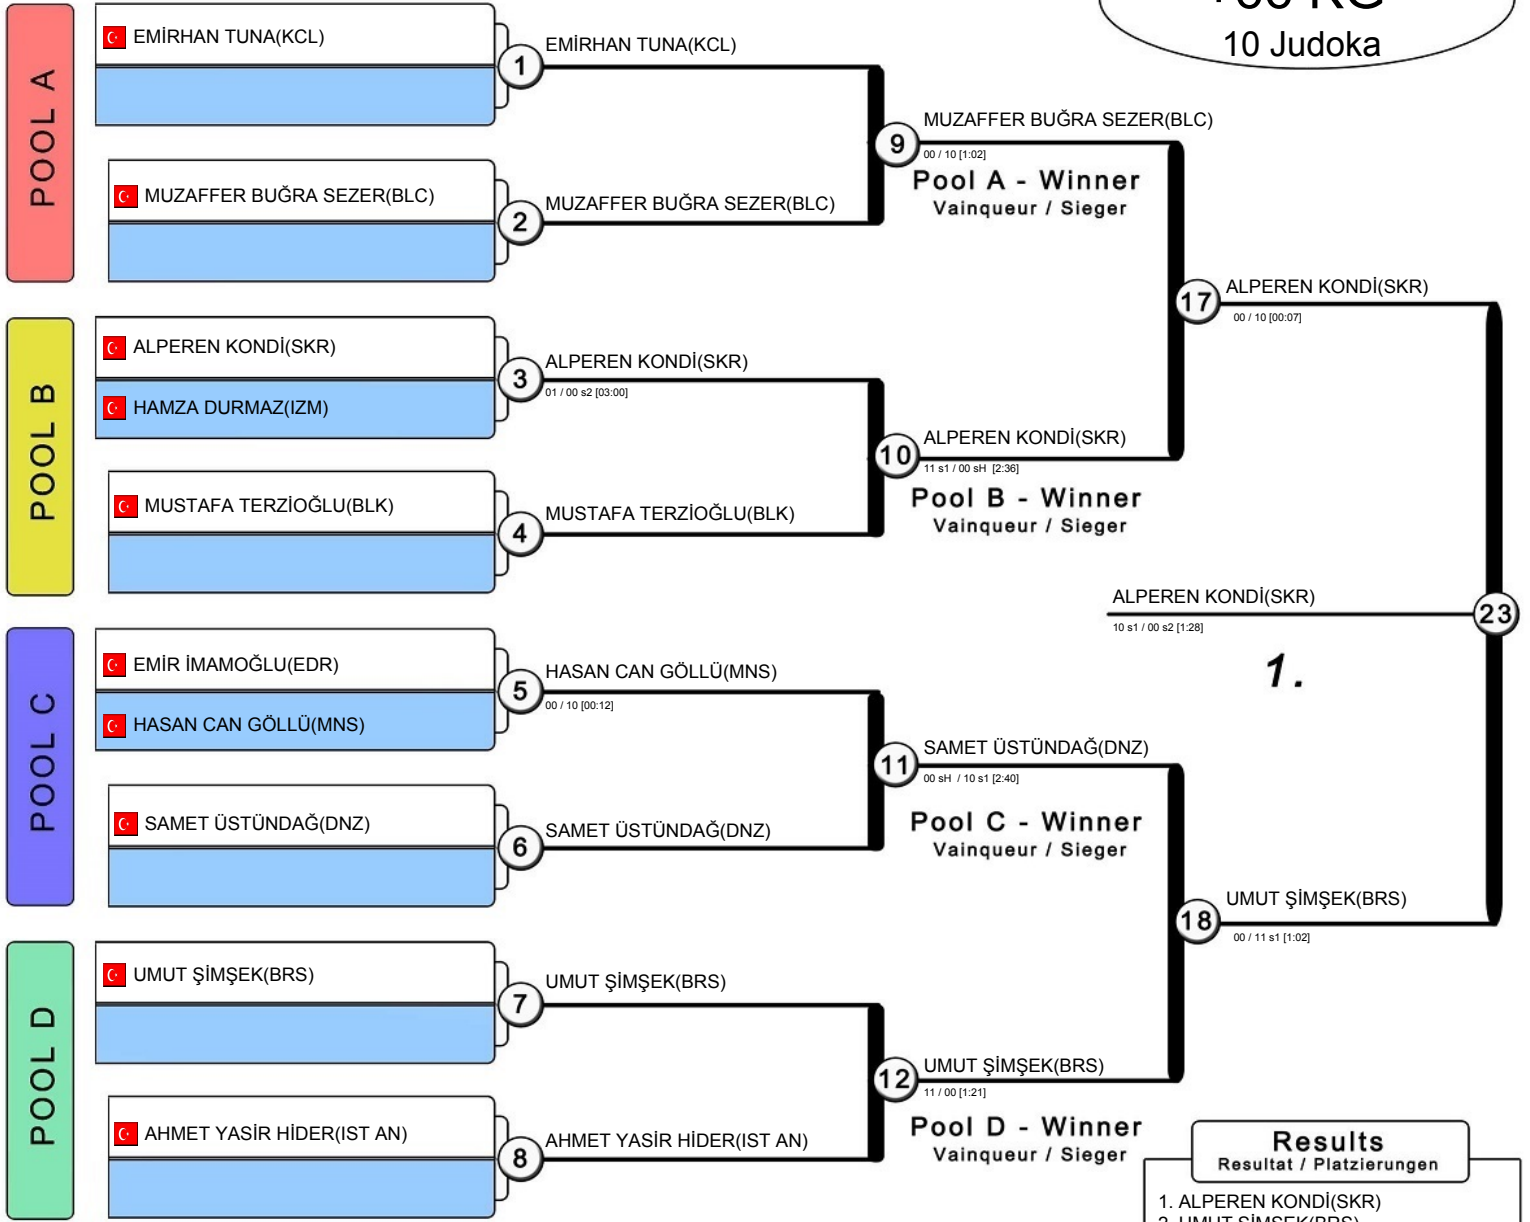 10 Judoka
POOL A
EMİRHAN TUNA(KCL)
1
EMİRHAN TUNA(KCL)
MUZAFFER BUĞRA SEZER(BLC)
2
MUZAFFER BUĞRA SEZER(BLC)
9
MUZAFFER BUĞRA SEZER(BLC)
00 / 10 [1:02]
Pool A - Winner
Vainqueur / Sieger
POOL B
ALPEREN KONDİ(SKR)
HAMZA DURMAZ(IZM)
3
ALPEREN KONDİ(SKR)
01 / 00 s2 [03:00]
MUSTAFA TERZİOĞLU(BLK)
4
MUSTAFA TERZİOĞLU(BLK)
10
ALPEREN KONDİ(SKR)
11 s1 / 00 sH [2:36]
Pool B - Winner
Vainqueur / Sieger
17
ALPEREN KONDİ(SKR)
00 / 10 [00:07]
ALPEREN KONDİ(SKR)
10 s1 / 00 s2 [1:28]
23
1.
POOL C
EMİR İMAMOĞLU(EDR)
HASAN CAN GÖLLÜ(MNS)
5
HASAN CAN GÖLLÜ(MNS)
00 / 10 [00:12]
SAMET ÜSTÜNDAĞ(DNZ)
6
SAMET ÜSTÜNDAĞ(DNZ)
11
SAMET ÜSTÜNDAĞ(DNZ)
00 sH / 10 s1 [2:40]
Pool C - Winner
Vainqueur / Sieger
18
UMUT ŞİMŞEK(BRS)
00 / 11 s1 [1:02]
POOL D
UMUT ŞİMŞEK(BRS)
7
UMUT ŞİMŞEK(BRS)
AHMET YASİR HİDER(IST AN)
8
AHMET YASİR HİDER(IST AN)
12
UMUT ŞİMŞEK(BRS)
11 / 00 [1:21]
Pool D - Winner
Vainqueur / Sieger
Results
Resultat / Platzierungen
1. ALPEREN KONDİ(SKR)
2. UMUT ŞİMŞEK(BRS)